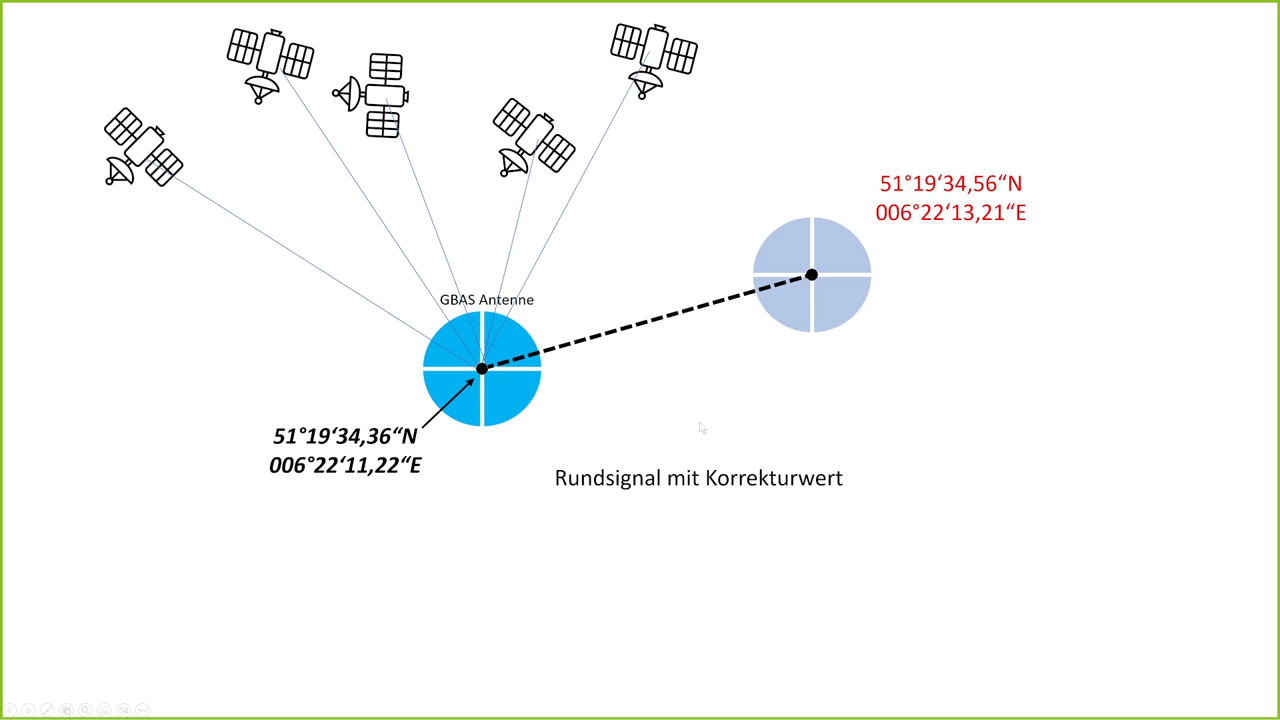 51°19‘34,56“N
006°22‘13,21“E
GBAS Antenne
51°19‘34,36“N
006°22‘11,22“E
Rundsignal mit Korrekturwert